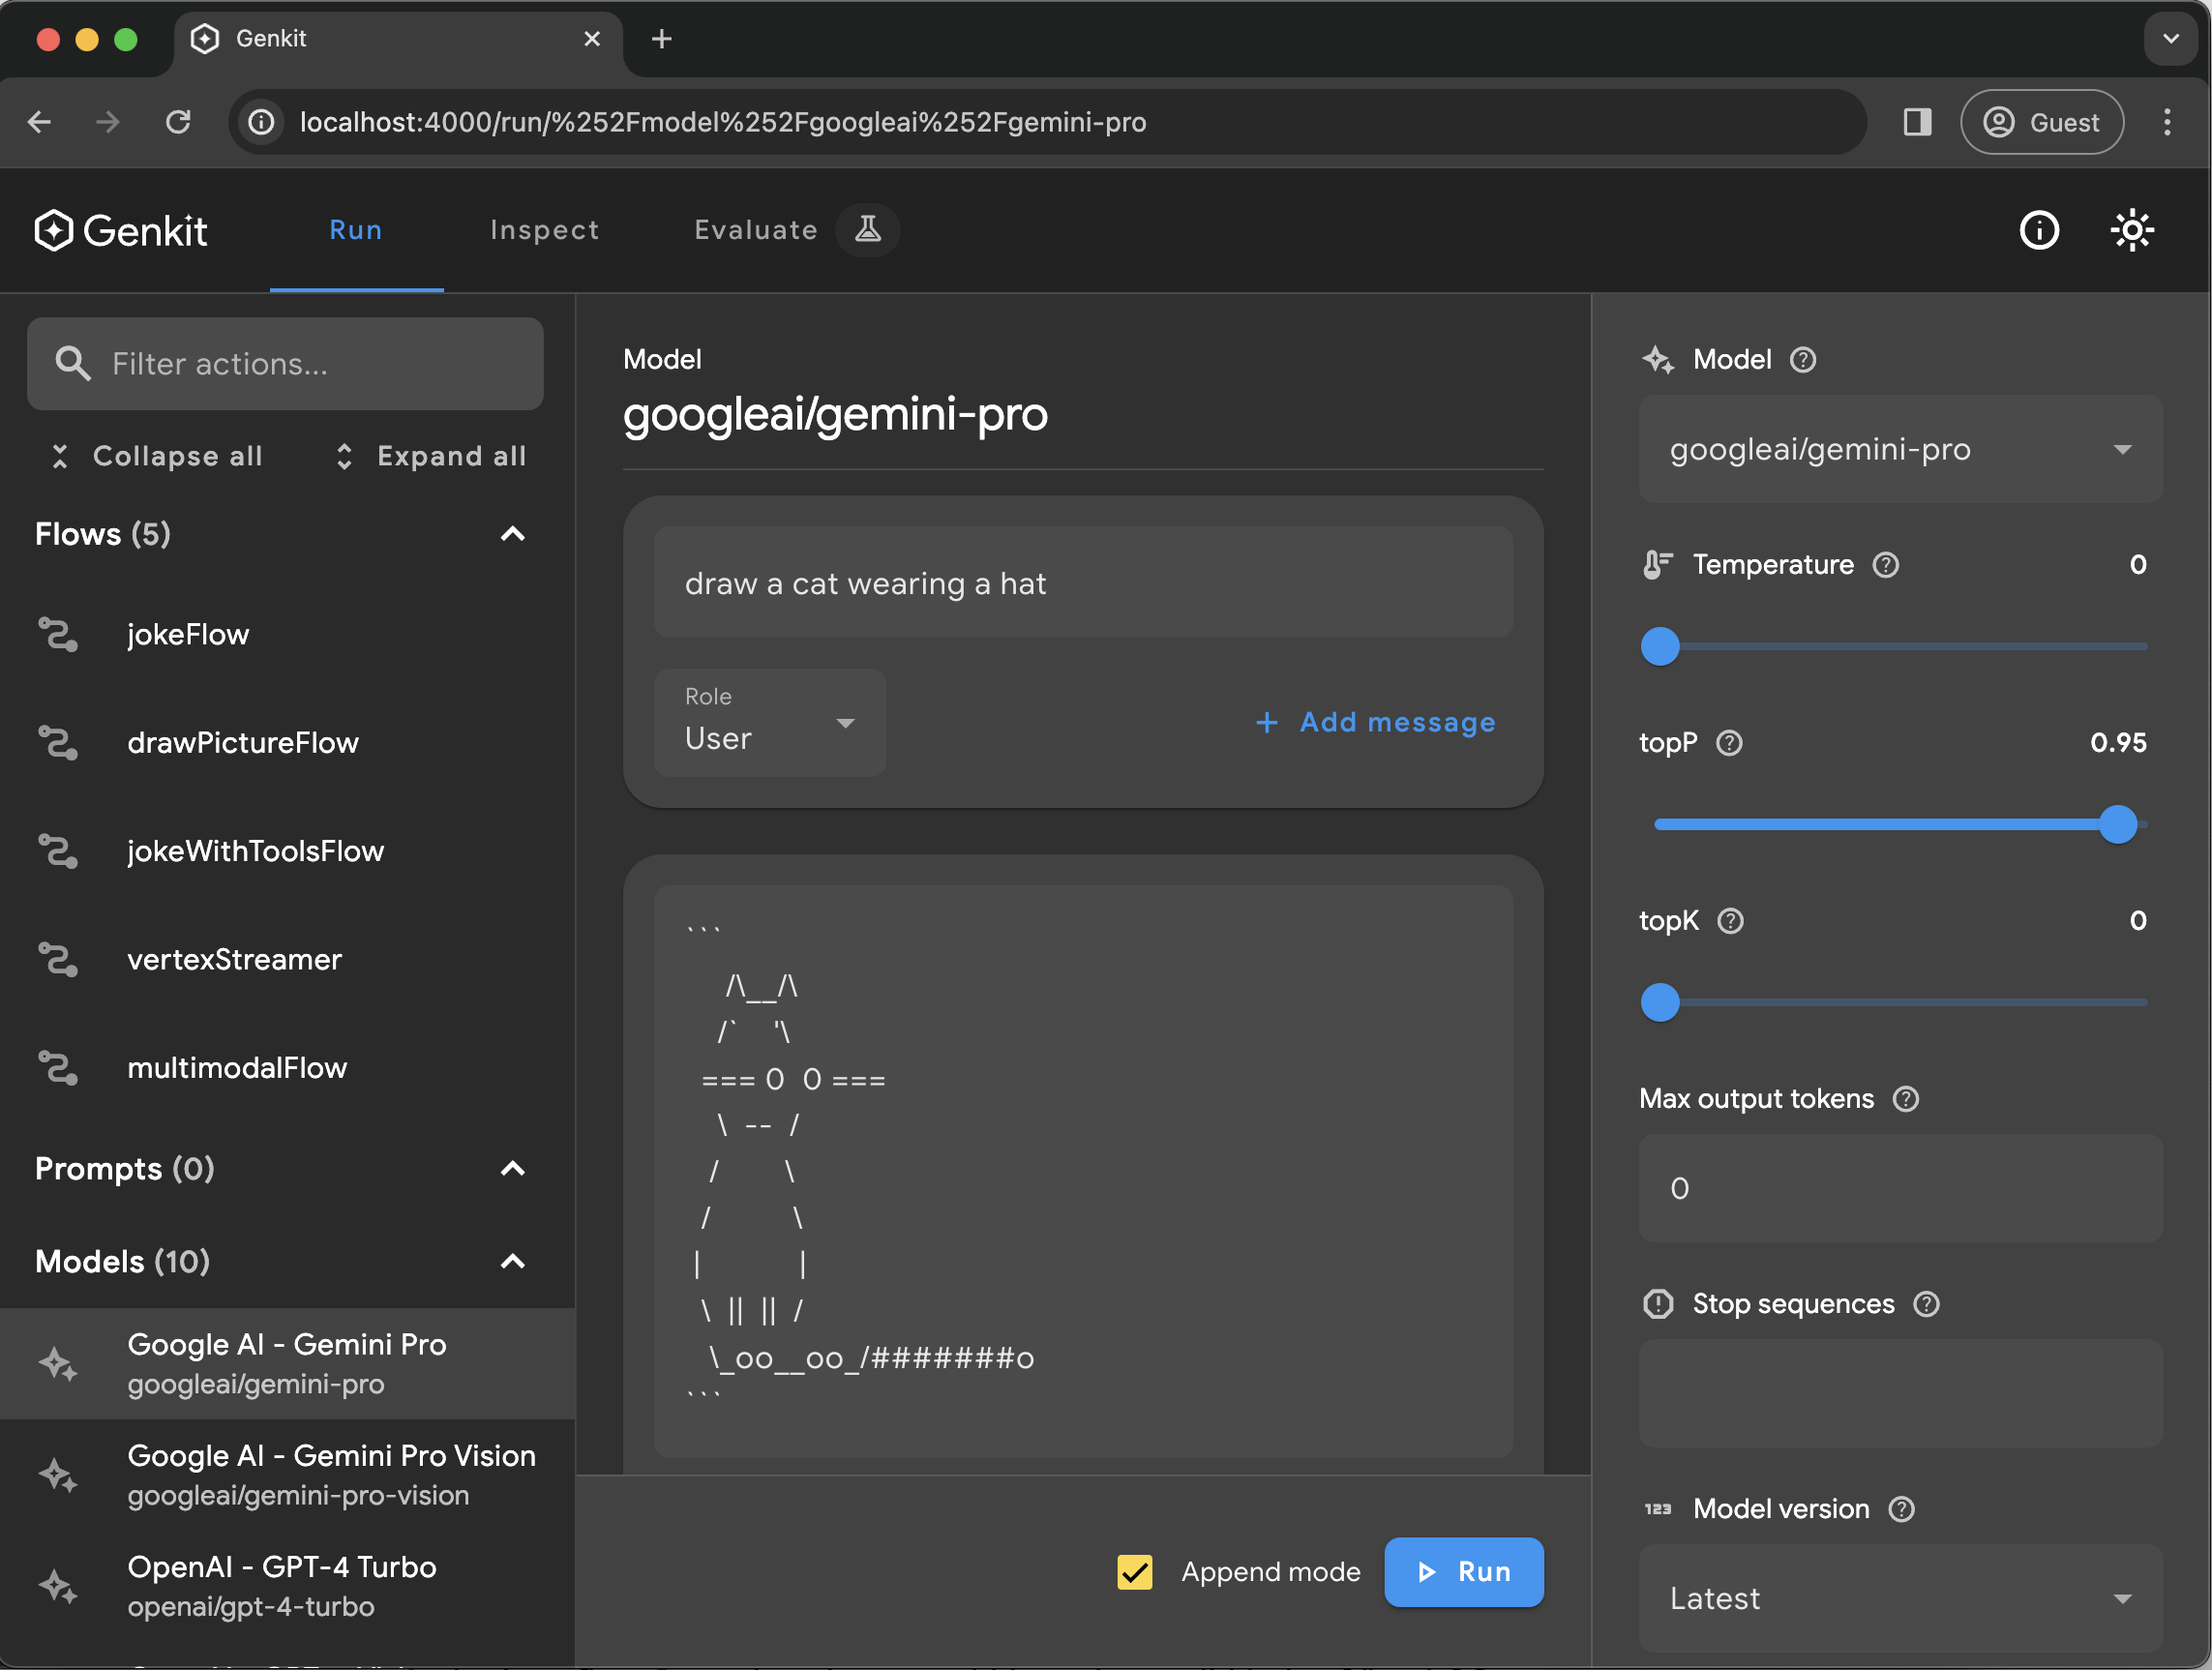 Genkit
localhost:4000/run/%252Fmodel%252Fgoogleai%252Fgemini-pro
Guest
Genkit
Run
Inspect
Evaluate
Filter actions...
Collapse all
Expand all
Flows (5)
jokeFlow
drawPictureFlow
jokeWithToolsFlow
vertexStreamer
multimodalFlow
Prompts (0)
Models (10)
Google AI - Gemini Pro
googleai/gemini-pro
Google AI - Gemini Pro Vision
googleai/gemini-pro-vision
OpenAI - GPT-4 Turbo
openai/gpt-4-turbo
Model
googleai/gemini-pro
draw a cat wearing a hat
Role
User
+ Add message
```
     /\__/\
    /`    '\
  === 0  0 ===
    \  --  /
   /        \
  /          \
 |            |
  \  ||  ||  /
   \_oo__oo_/#######o
```
Append mode
Run
Model
googleai/gemini-pro
Temperature
0
topP
0.95
topK
0
Max output tokens
0
Stop sequences
123 Model version
Latest